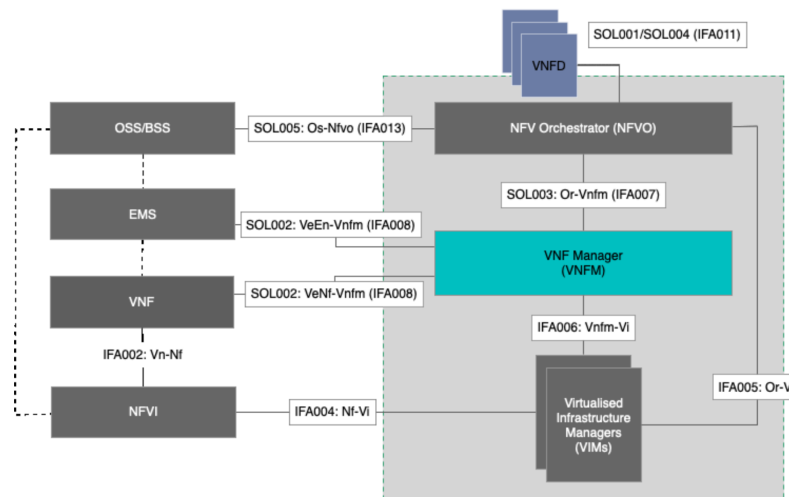 SOL001/SOL004 (IFA011)
VNFD
OSS/BSS
SOL005: Os-Nfvo (IFA013)
NFV Orchestrator (NFVO)
SOL003: Or-Vnfm (IFA007)
EMS
SOL002: VeEn-Vnfm (IFA008)
VNF Manager
(VNFM)
VNF
SOL002: VeNf-Vnfm (IFA008)
IFA006: Vnfm-Vi
IFA002: Vn-Nf
IFA005: Or-V
NFVI
IFA004: Nf-Vi
Virtualised
Infrastructure
Managers
(VIMs)